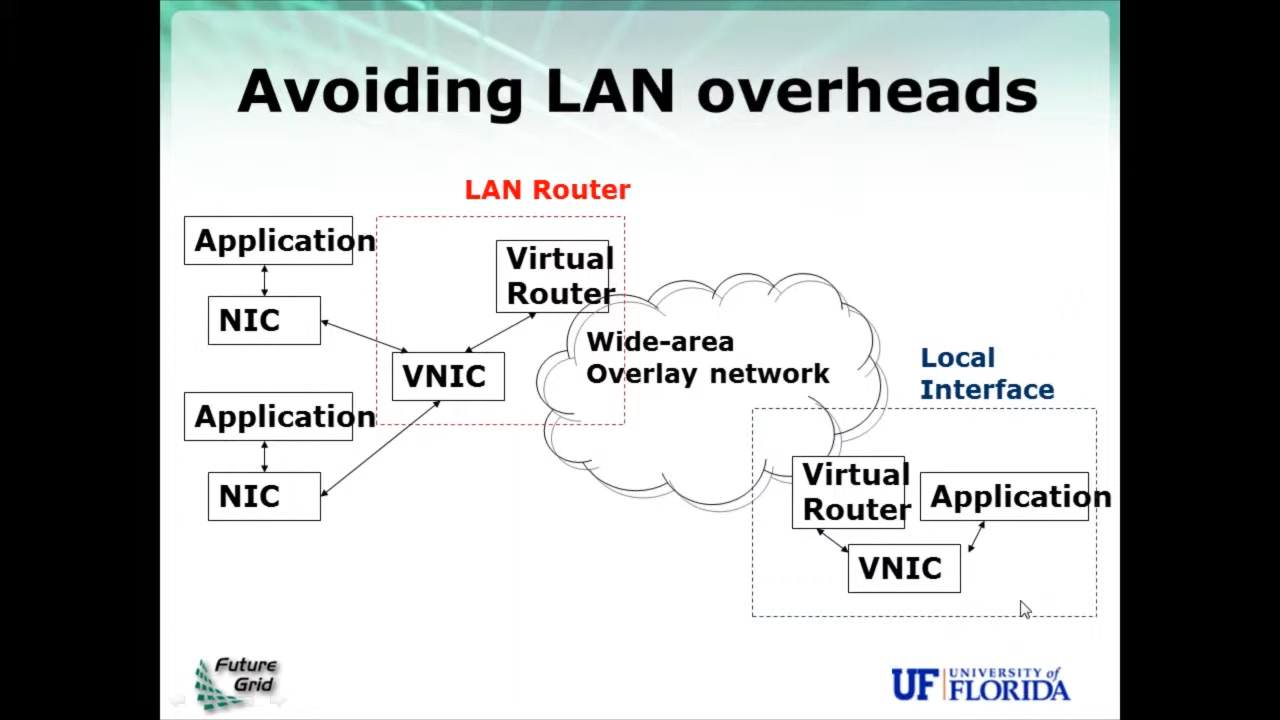 Avoiding LAN overheads
LAN Router
Application
Virtual
Router
NIC
Wide-area
Overlay network
VNIC
Application
NIC
Local
Interface
Virtual
Router
Application
VNIC
Future
Grid
UF UNIVERSITY of
FLORIDA